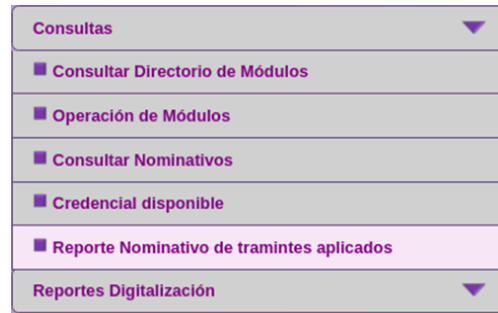 Consultas
Consultar Directorio de Módulos
Operación de Módulos
Consultar Nominativos
Credencial disponible
Reporte Nominativo de tramintes aplicados
Reportes Digitalización